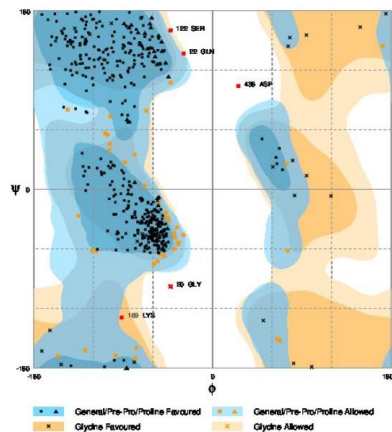 180
122 SER
22 GLN
436 ASP
ψ
0
20 GLY
169 LYS
-180
-180
0
180
ϕ
General/Pre-Pro/Proline Favoured
General/Pre-Pro/Proline Allowed
Glycine Favoured
Glycine Allowed